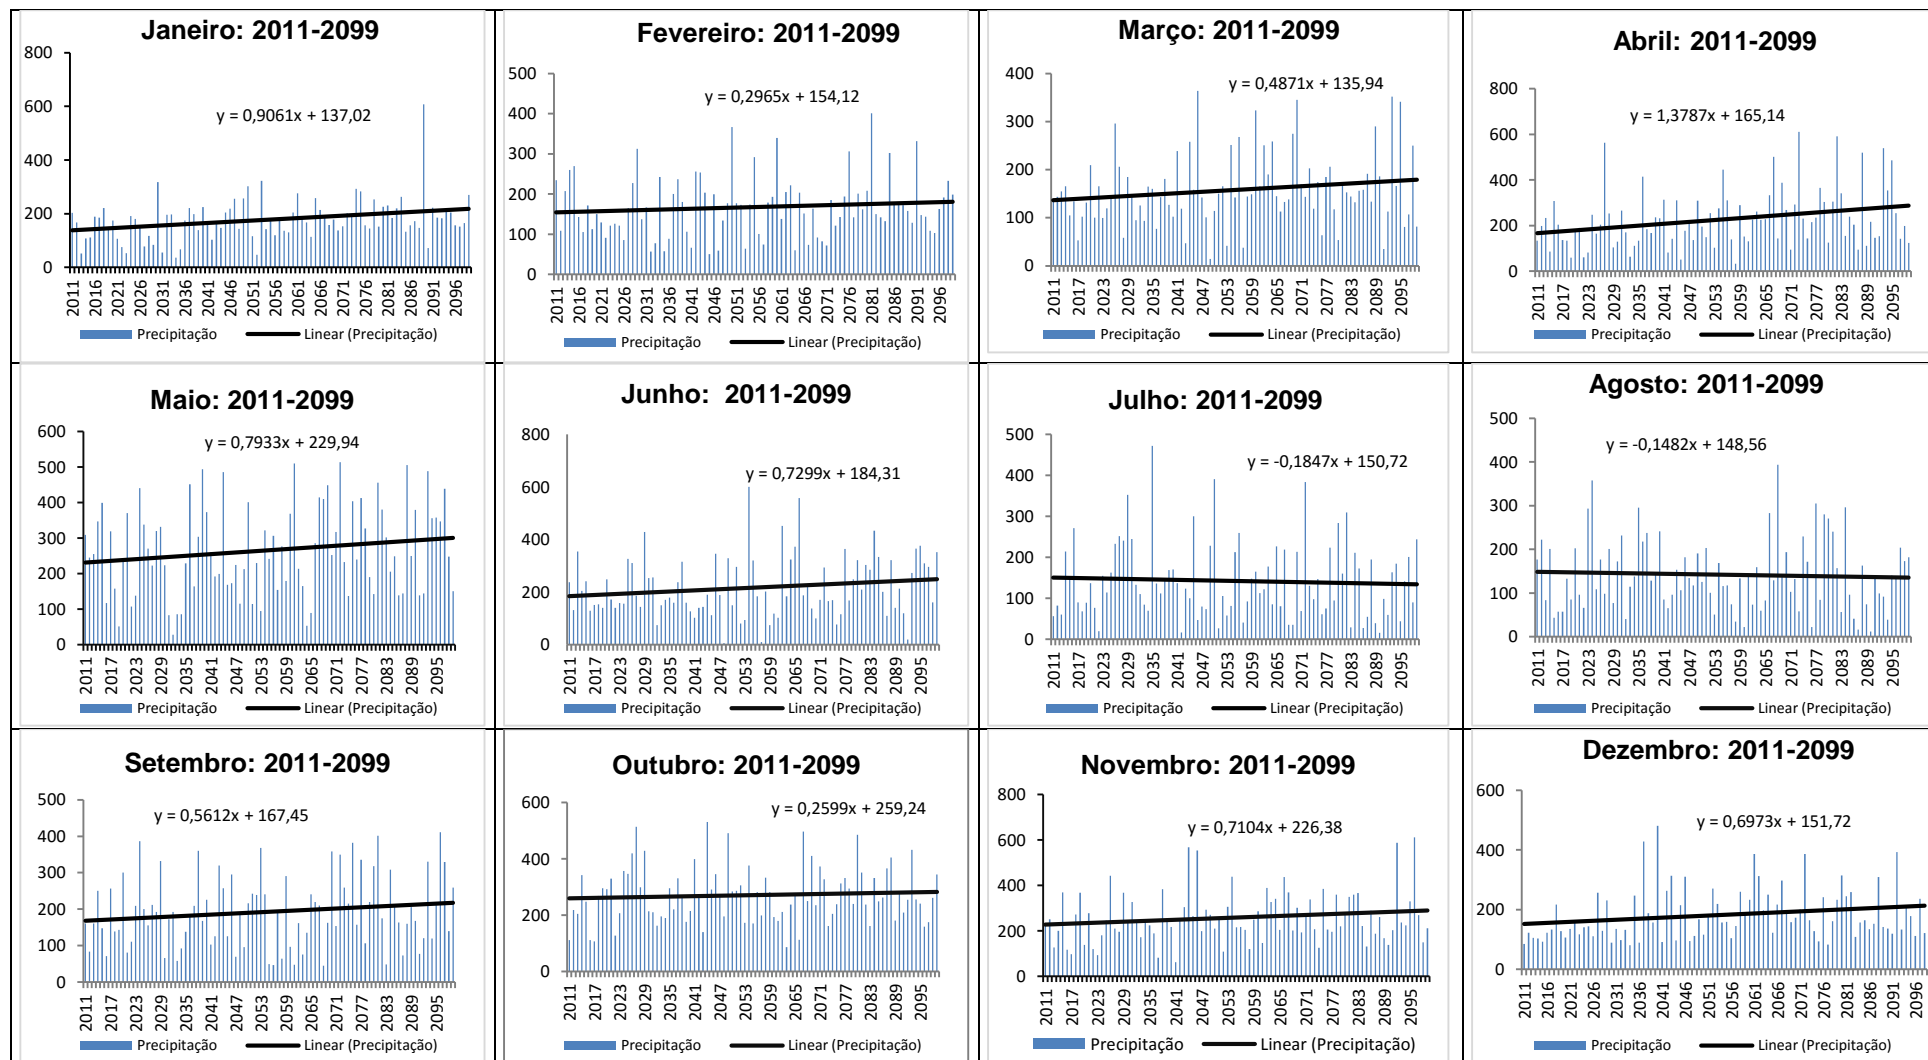 Janeiro: 2011-2099
800
600
400
200
0
y = 0,9061x + 137,02
2011 2016 2021 2026 2031 2036 2041 2046 2051 2056 2061 2066 2071 2076 2081 2086 2091 2096
Precipitação Linear (Precipitação)
Fevereiro: 2011-2099
500
400
300
200
100
0
y = 0,2965x + 154,12
2011 2016 2021 2026 2031 2036 2041 2046 2051 2056 2061 2066 2071 2076 2081 2086 2091 2096
Precipitação Linear (Precipitação)
Março: 2011-2099
400
300
200
100
0
y = 0,4871x + 135,94
2011 2017 2023 2029 2035 2041 2047 2053 2059 2065 2071 2077 2083 2089 2095
Precipitação Linear (Precipitação)
Abril: 2011-2099
800
600
400
200
0
y = 1,3787x + 165,14
2011 2017 2023 2029 2035 2041 2047 2053 2059 2065 2071 2077 2083 2089 2095
Precipitação Linear (Precipitação)
Maio: 2011-2099
600
500
400
300
200
100
0
y = 0,7933x + 229,94
2011 2017 2023 2029 2035 2041 2047 2053 2059 2065 2071 2077 2083 2089 2095
Precipitação Linear (Precipitação)
Junho: 2011-2099
800
600
400
200
0
y = 0,7299x + 184,31
2011 2017 2023 2029 2035 2041 2047 2053 2059 2065 2071 2077 2083 2089 2095
Precipitação Linear (Precipitação)
Julho: 2011-2099
500
400
300
200
100
0
y = -0,1847x + 150,72
2011 2017 2023 2029 2035 2041 2047 2053 2059 2065 2071 2077 2083 2089 2095
Precipitação Linear (Precipitação)
Agosto: 2011-2099
500
400
300
200
100
0
y = -0,1482x + 148,56
2011 2017 2023 2029 2035 2041 2047 2053 2059 2065 2071 2077 2083 2089 2095
Precipitação Linear (Precipitação)
Setembro: 2011-2099
500
400
300
200
100
0
y = 0,5612x + 167,45
2011 2017 2023 2029 2035 2041 2047 2053 2059 2065 2071 2077 2083 2089 2095
Precipitação Linear (Precipitação)
Outubro: 2011-2099
600
400
200
0
y = 0,2599x + 259,24
2011 2017 2023 2029 2035 2041 2047 2053 2059 2065 2071 2077 2083 2089 2095
Precipitação Linear (Precipitação)
Novembro: 2011-2099
800
600
400
200
0
y = 0,7104x + 226,38
2011 2017 2023 2029 2035 2041 2047 2053 2059 2065 2071 2077 2083 2089 2095
Precipitação Linear (Precipitação)
Dezembro: 2011-2099
600
400
200
0
y = 0,6973x + 151,72
2011 2016 2021 2026 2031 2036 2041 2046 2051 2056 2061 2066 2071 2076 2081 2086 2091 2096
Precipitação Linear (Precipitação)